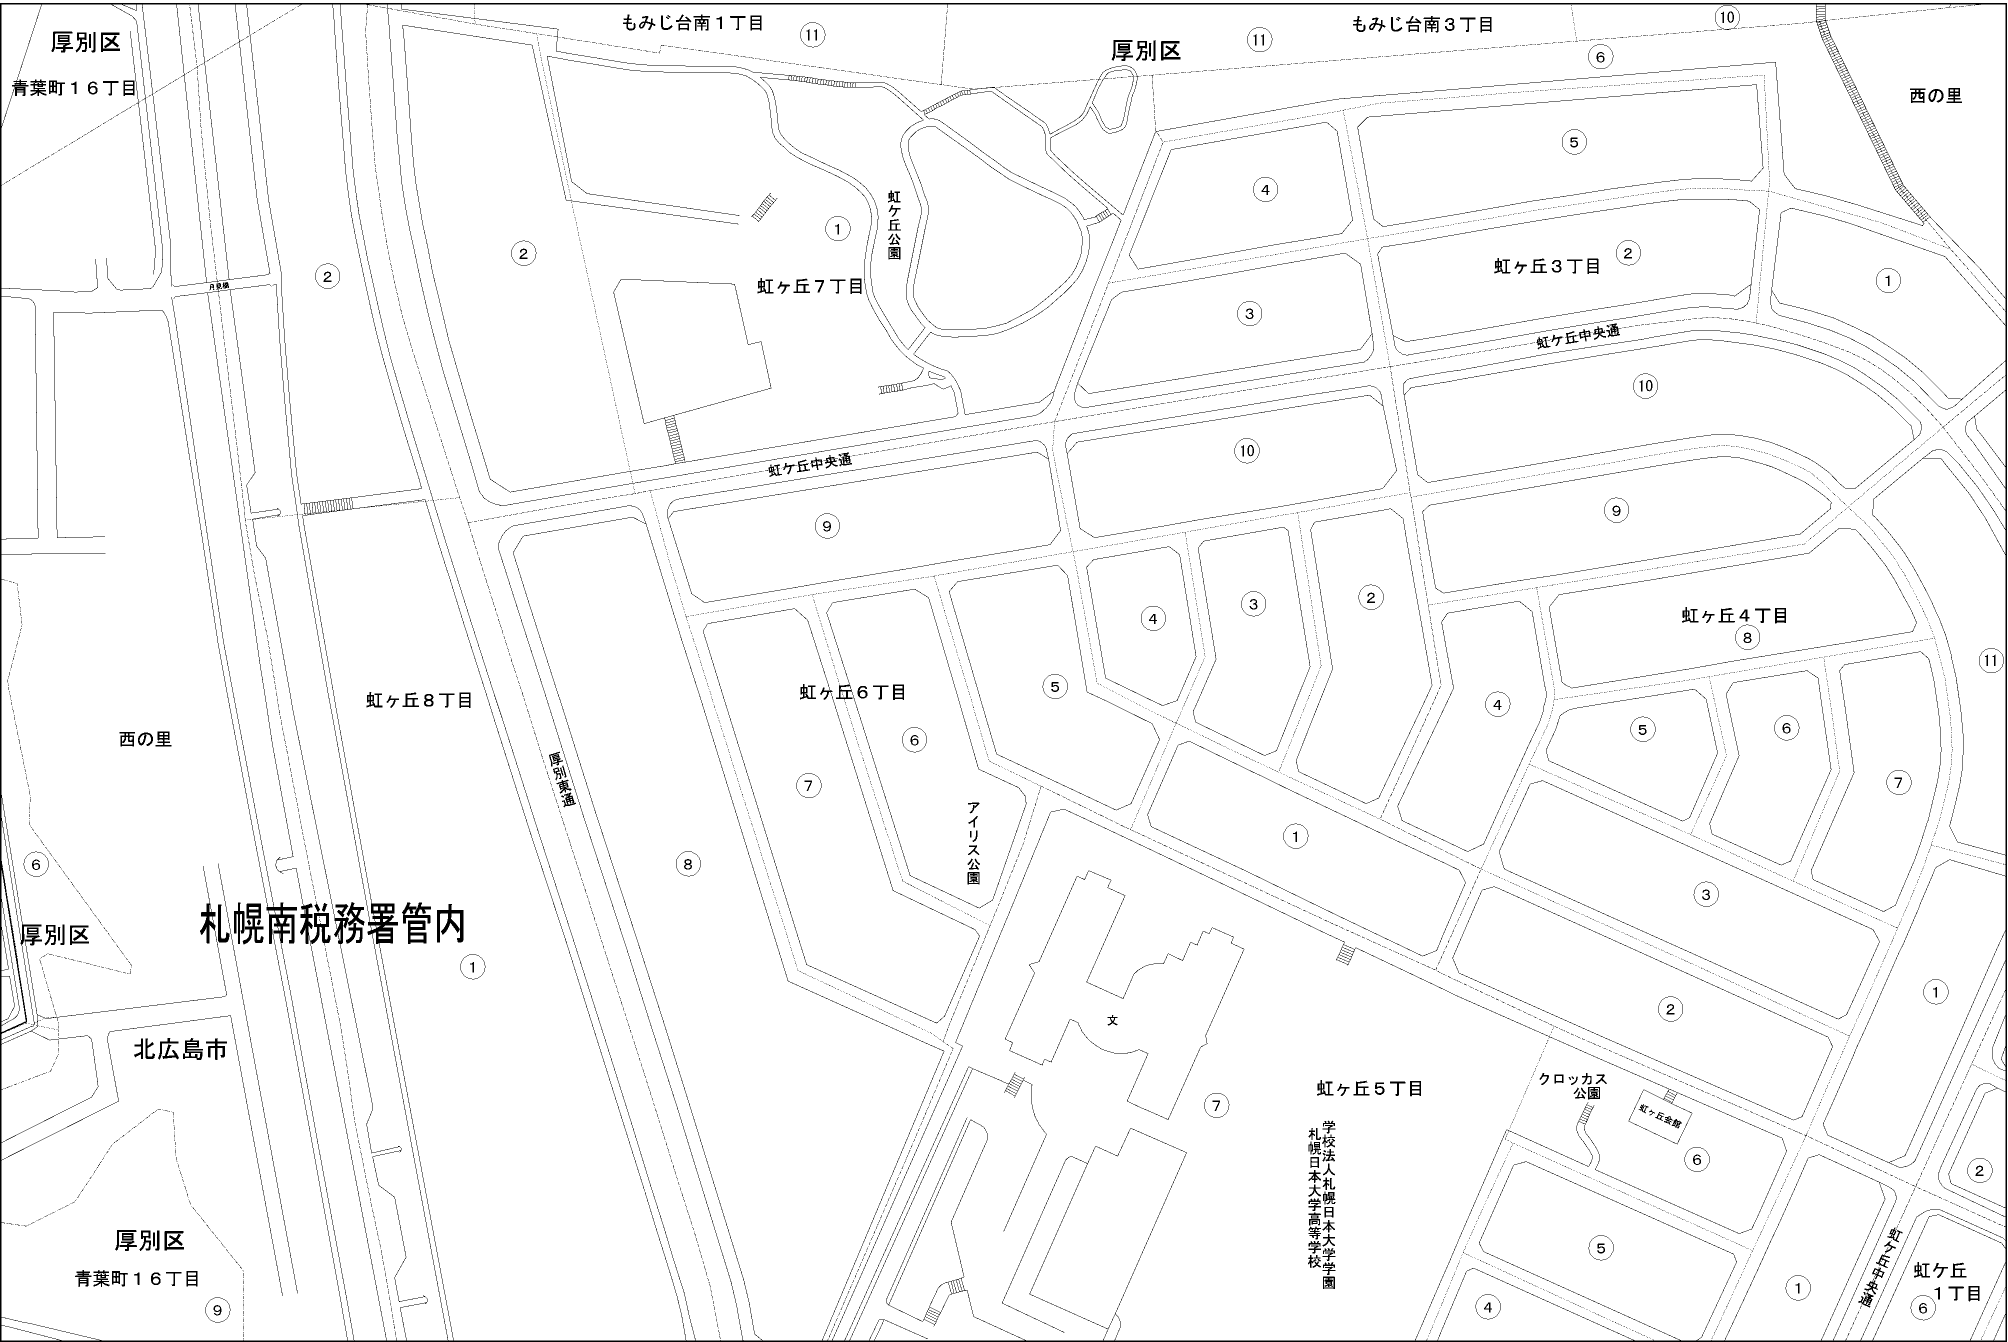 もみじ台南１丁目
⑪
厚別区
⑪
もみじ台南３丁目
⑩
⑥
厚別区
青葉町１６丁目
西の里
⑤
④
虹ケ丘公園
①
②
②
虹ヶ丘３丁目
②
①
月見橋
虹ヶ丘７丁目
②
③
虹ケ丘中央通
⑩
⑩
虹ケ丘中央通
⑨
⑨
④
③
②
虹ヶ丘４丁目
⑧
⑪
⑤
虹ヶ丘６丁目
虹ヶ丘８丁目
④
⑤
⑥
⑥
西の里
厚別東通
⑦
⑦
アイリス公園
①
⑧
⑥
③
札幌南税務署管内
厚別区
①
①
②
文
北広島市
虹ヶ丘５丁目
クロッカス
公園
⑦
虹ヶ丘会館
学校法人札幌日本大学学園
札幌日本大学高等学校
⑥
②
厚別区
⑤
虹ケ丘中央通
青葉町１６丁目
⑨
④
①
虹ケ丘
１丁目
⑥